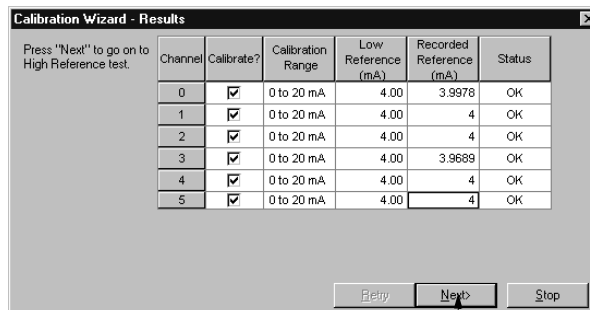 Calibration Wizard - Results
Press "Next" to go on to
High Reference test.
Channel Calibrate? Calibration Range Low Reference (mA) Recorded Reference (mA) Status
0 0 to 20 mA 4.00 3.9978 OK
1 0 to 20 mA 4.00 4 OK
2 0 to 20 mA 4.00 4 OK
3 0 to 20 mA 4.00 3.9689 OK
4 0 to 20 mA 4.00 4 OK
5 0 to 20 mA 4.00 4 OK
Retry Next> Stop